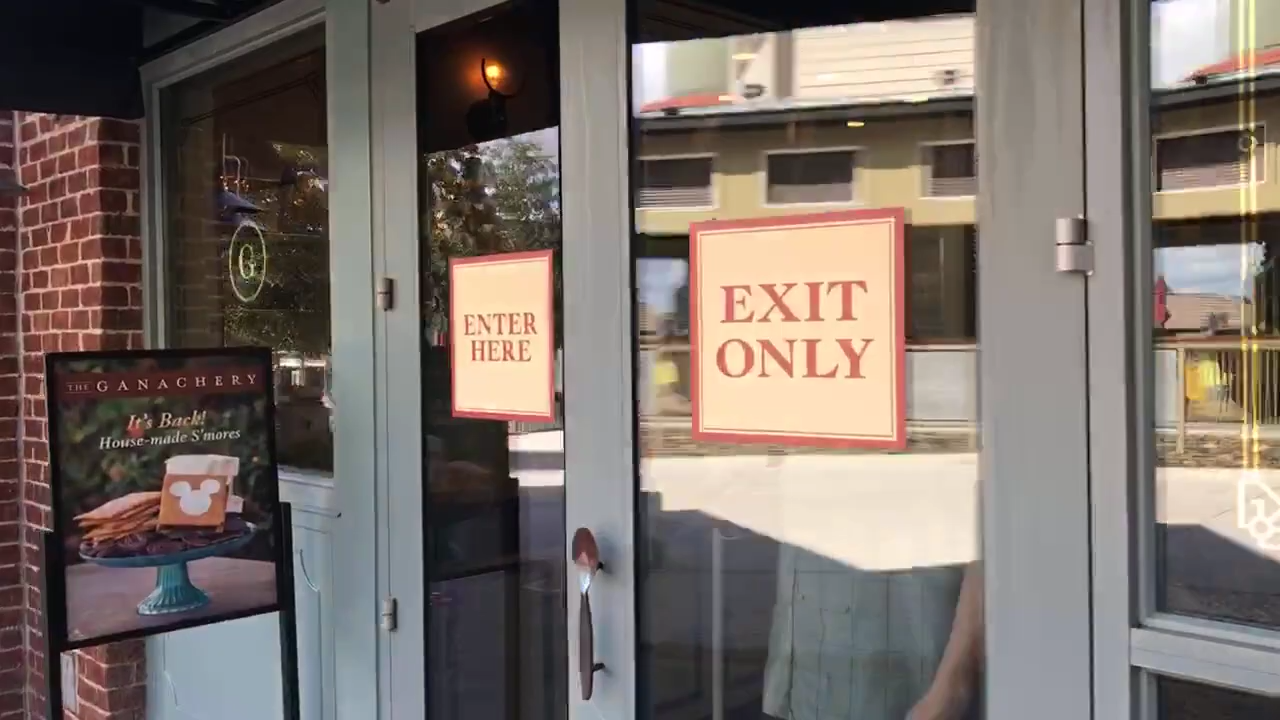 G
THE GANACHERY
It's Back!
House-made S'mores
ENTER
HERE
EXIT
ONLY